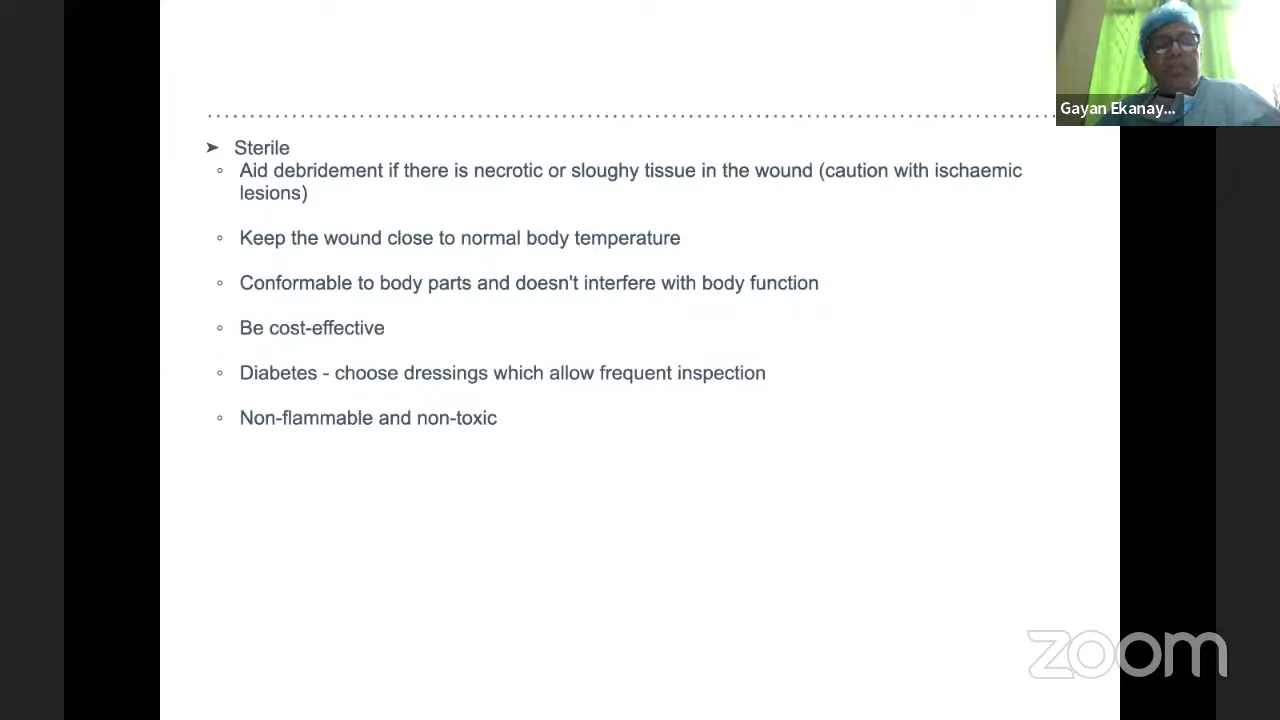 Gayan Ekanay...
➤ Sterile
◦ Aid debridement if there is necrotic or sloughy tissue in the wound (caution with ischaemic
lesions)
◦ Keep the wound close to normal body temperature
◦ Conformable to body parts and doesn't interfere with body function
◦ Be cost-effective
◦ Diabetes - choose dressings which allow frequent inspection
◦ Non-flammable and non-toxic
zoom